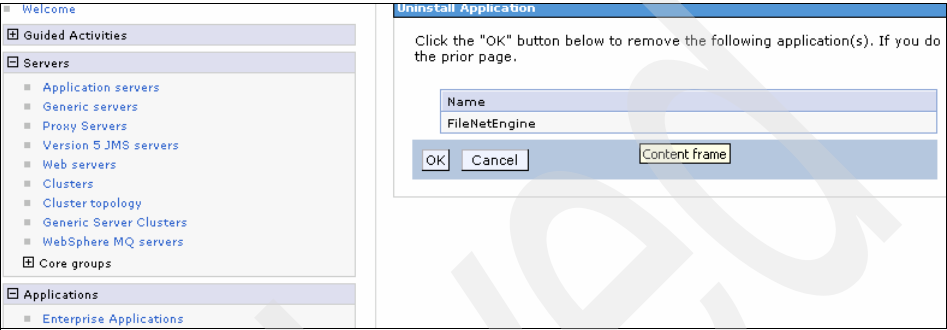 Welcome
Guided Activities
Servers
Application servers
Generic servers
Proxy Servers
Version 5 JMS servers
Web servers
Clusters
Cluster topology
Generic Server Clusters
WebSphere MQ servers
Core groups
Applications
Enterprise Applications
Uninstall Application
Click the "OK" button below to remove the following application(s). If you do
the prior page.
Name
FileNetEngine
OK Cancel
Content frame